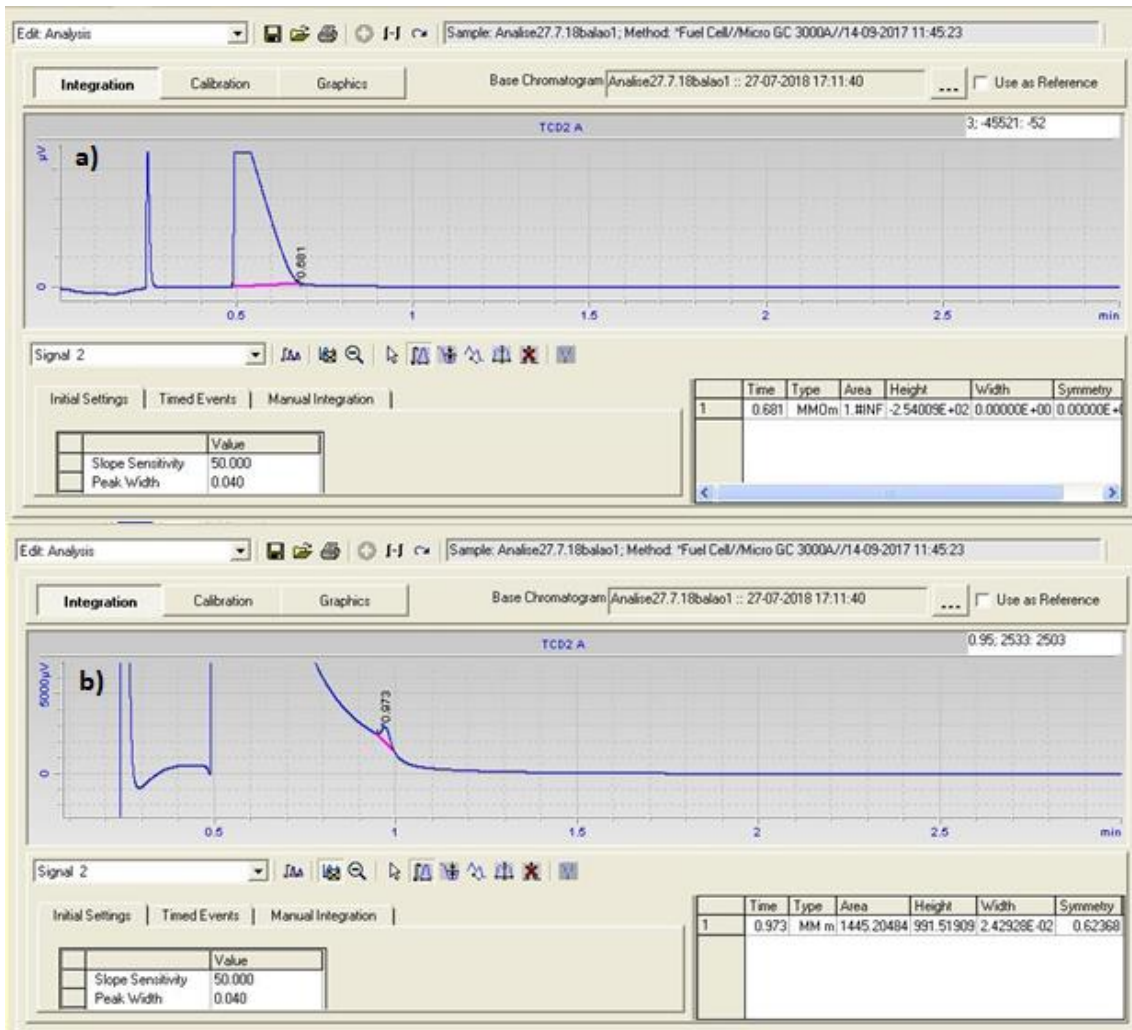 Edit: Analysis
Sample: Analise27.7.18balao1; Method: *Fuel Cell//Micro GC 3000A//14-09-2017 11:45:23
Integration Calibration Graphics Base Chromatogram Analise27.7.18balao1 :: 27-07-2018 17:11:40 ... Use as Reference
TCD2 A 3; -45521: -52
µV
a)
0.681
0
0.5 1 1.5 2 2.5 min
Signal 2
Initial Settings Timed Events Manual Integration
Time Type Area Height Width Symmetry
1 0.681 MMOm 1.#INF -2.54009E+02 0.00000E+00 0.00000E+
Value
Slope Sensitivity 50.000
Peak Width 0.040
Edit: Analysis
Sample: Analise27.7.18balao1; Method: *Fuel Cell//Micro GC 3000A//14-09-2017 11:45:23
Integration Calibration Graphics Base Chromatogram Analise27.7.18balao1 :: 27-07-2018 17:11:40 ... Use as Reference
TCD2 A 0.95; 2533: 2503
5000µV
b)
0.973
0
0.5 1 1.5 2 2.5 min
Signal 2
Initial Settings Timed Events Manual Integration
Time Type Area Height Width Symmetry
1 0.973 MM m 1445.20484 991.51909 2.42928E-02 0.62368
Value
Slope Sensitivity 50.000
Peak Width 0.040